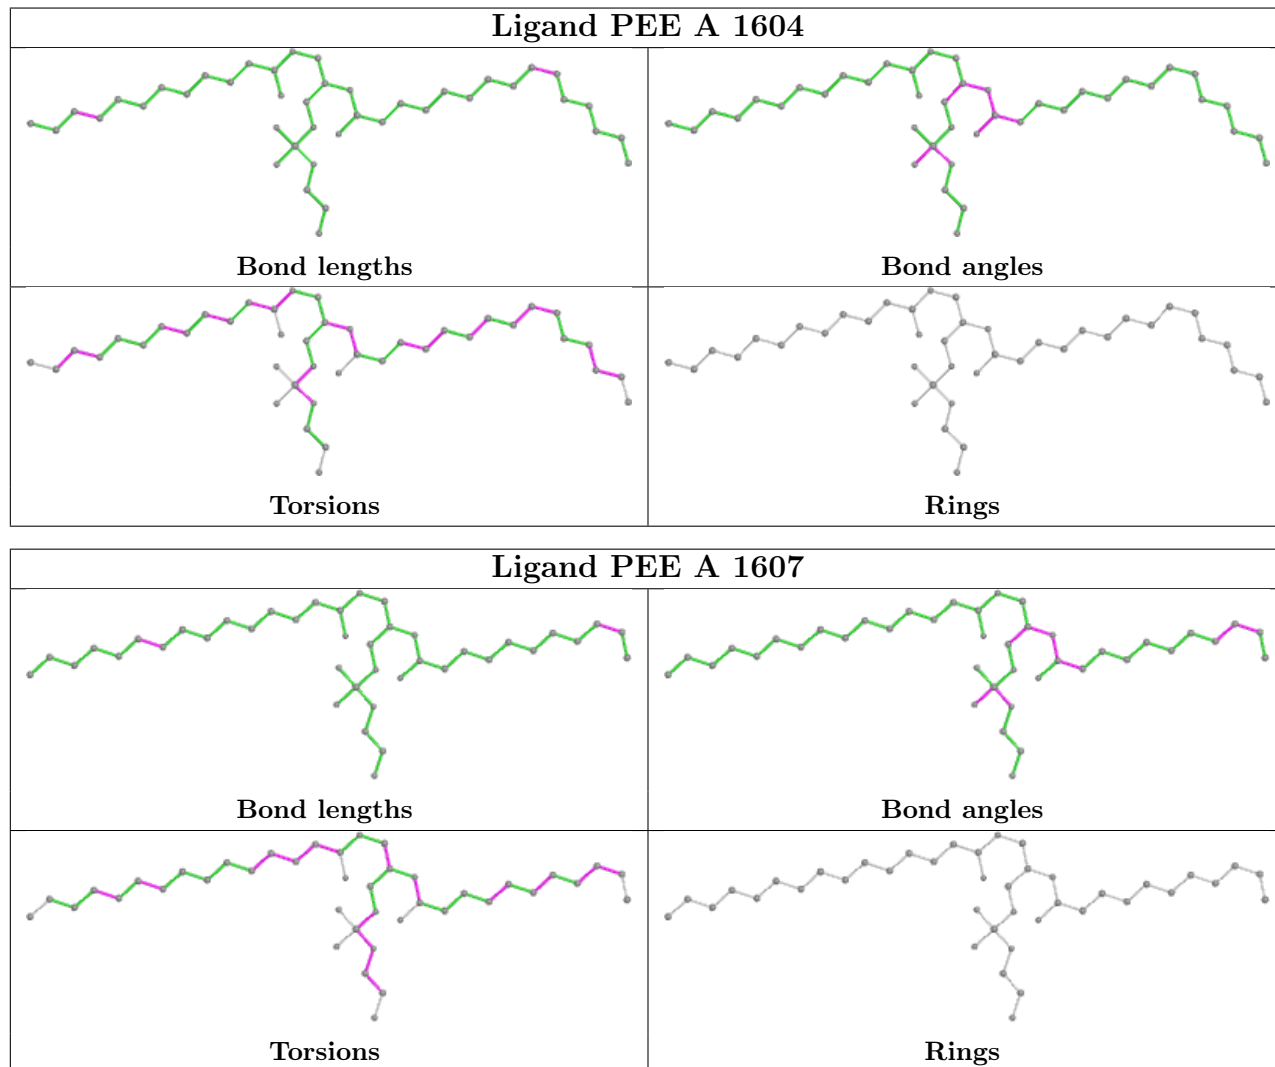 Ligand PEE A 1604
Bond lengths
Bond angles
Torsions
Rings
Ligand PEE A 1607
Bond lengths
Bond angles
Torsions
Rings